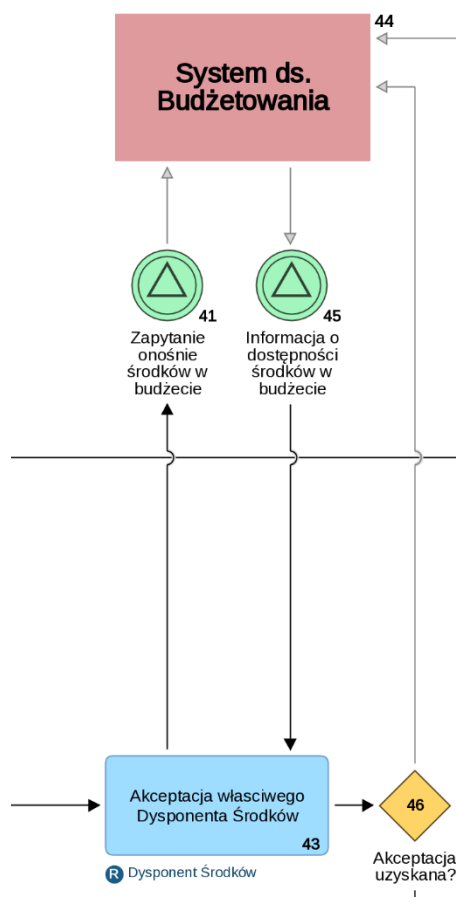 44
System ds.
Budżetowania
41
Zapytanie
onośnie
środków w
budżecie
45
Informacja o
dostępności
środków w
budżecie
Akceptacja własciwego
Dysponenta Środków
43
R Dysponent Środków
46
Akceptacja
uzyskana?